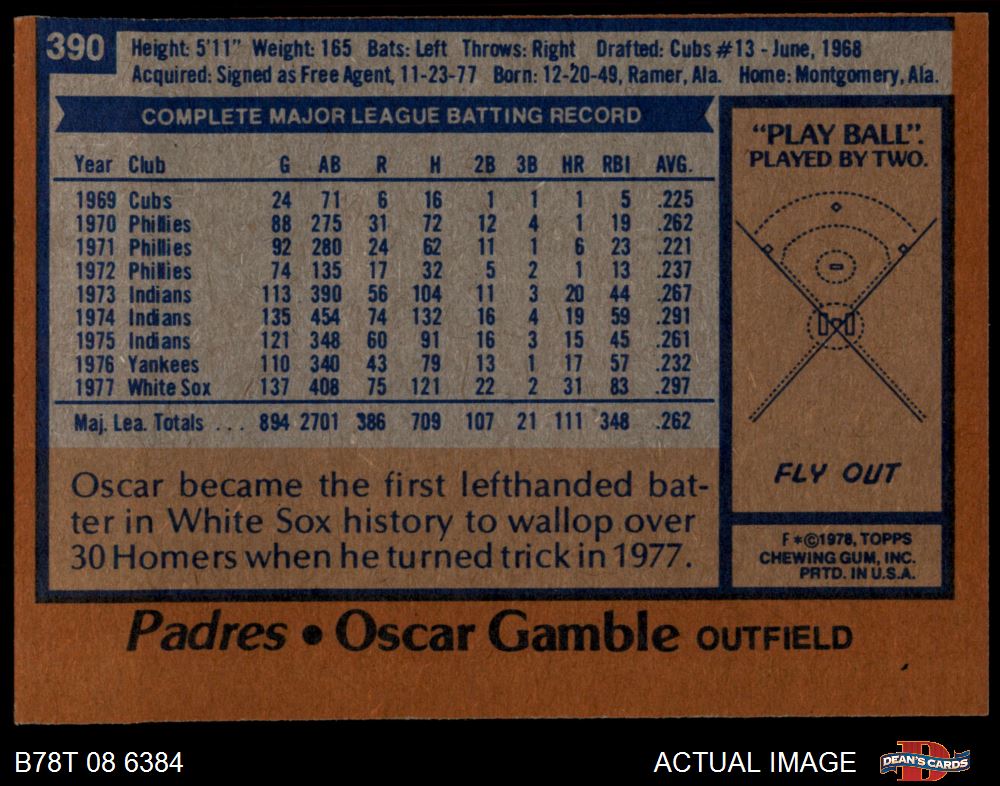 390
Height: 5'11" Weight: 165 Bats: Left Throws: Right Drafted: Cubs #13 - June, 1968
Acquired: Signed as Free Agent, 11-23-77 Born: 12-20-49, Ramer, Ala. Home: Montgomery, Ala.
COMPLETE MAJOR LEAGUE BATTING RECORD
Year Club G AB R H 2B 3B HR RBI AVG.
1969 Cubs 24 71 6 16 1 1 1 5 .225
1970 Phillies 88 275 31 72 12 4 1 19 .262
1971 Phillies 92 280 24 62 11 1 6 23 .221
1972 Phillies 74 135 17 32 5 2 1 13 .237
1973 Indians 113 390 56 104 11 3 20 44 .267
1974 Indians 135 454 74 132 16 4 19 59 .291
1975 Indians 121 348 60 91 16 3 15 45 .261
1976 Yankees 110 340 43 79 13 1 17 57 .232
1977 White Sox 137 408 75 121 22 2 31 83 .297
Maj. Lea. Totals . . . 894 2701 386 709 107 21 111 348 .262
Oscar became the first lefthanded bat-
ter in White Sox history to wallop over
30 Homers when he turned trick in 1977.
"PLAY BALL".
PLAYED BY TWO.
FLY OUT
F*©1978, TOPPS
CHEWING GUM, INC.
PRTD. IN U.S.A.
Padres • Oscar Gamble OUTFIELD
B78T 08 6384
ACTUAL IMAGE
DEAN'S CARDS